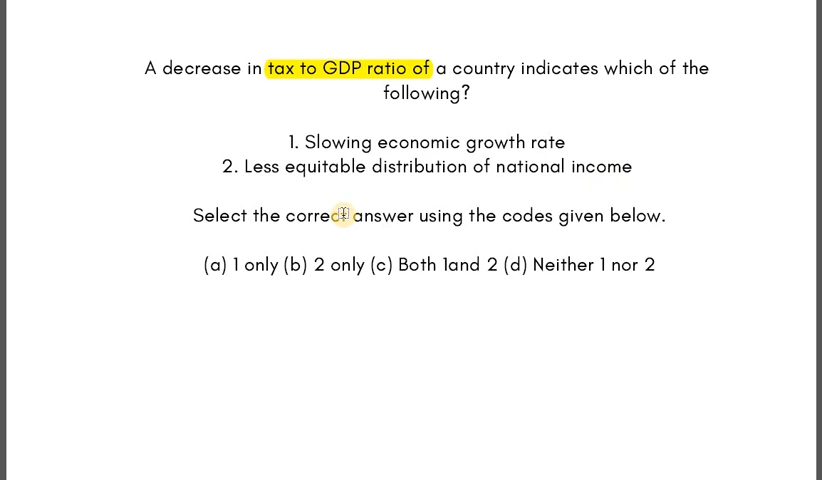 A decrease in tax to GDP ratio of a country indicates which of the
following?
1. Slowing economic growth rate
2. Less equitable distribution of national income
Select the correct answer using the codes given below.
(a) 1 only (b) 2 only (c) Both 1and 2 (d) Neither 1 nor 2